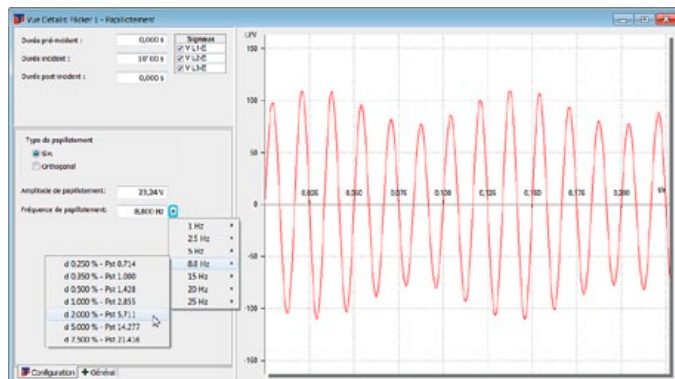 Vue Détails: Flicker 1 - Papillotement
Durée pré-incident : 0,000 s
Durée incident : 10'00 s
Durée post-incident : 0,000 s
Signaux
V L1-E
V L2-E
V L3-E
Type de papillotement
Sin.
Orthogonal
Amplitude de papillotement: 23,24 V
Fréquence de papillotement: 8,800 Hz
1 Hz
2.5 Hz
5 Hz
8.8 Hz
15 Hz
20 Hz
25 Hz
d 0.250 % - Pst 0.714
d 0.350 % - Pst 1.000
d 0.500 % - Pst 1.428
d 1.000 % - Pst 2.855
d 2.000 % - Pst 5.711
d 5.000 % - Pst 14.277
d 7.500 % - Pst 21.416
Configuration
Général
U/V
150
100
50
0
-50
-100
-150
0,025 0,050 0,075 0,100 0,125 0,150 0,175 0,200 t/s